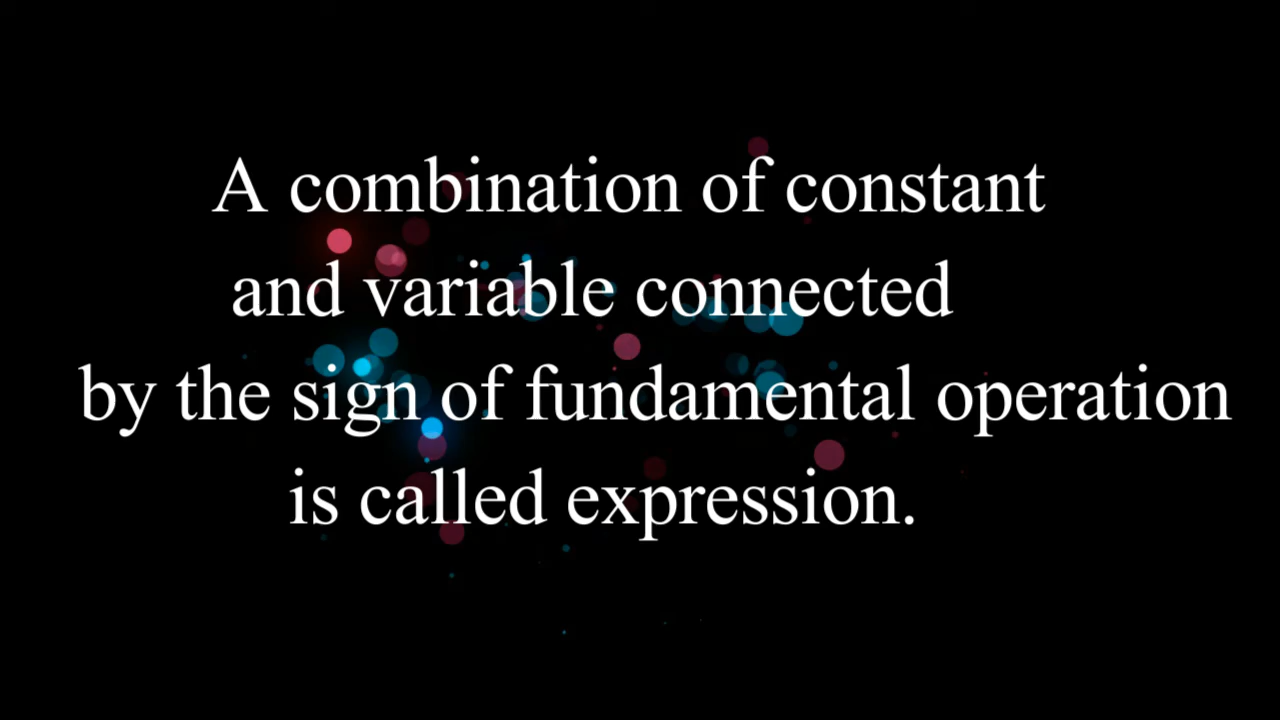 A combination of constant
and variable connected
by the sign of fundamental operation
is called expression.